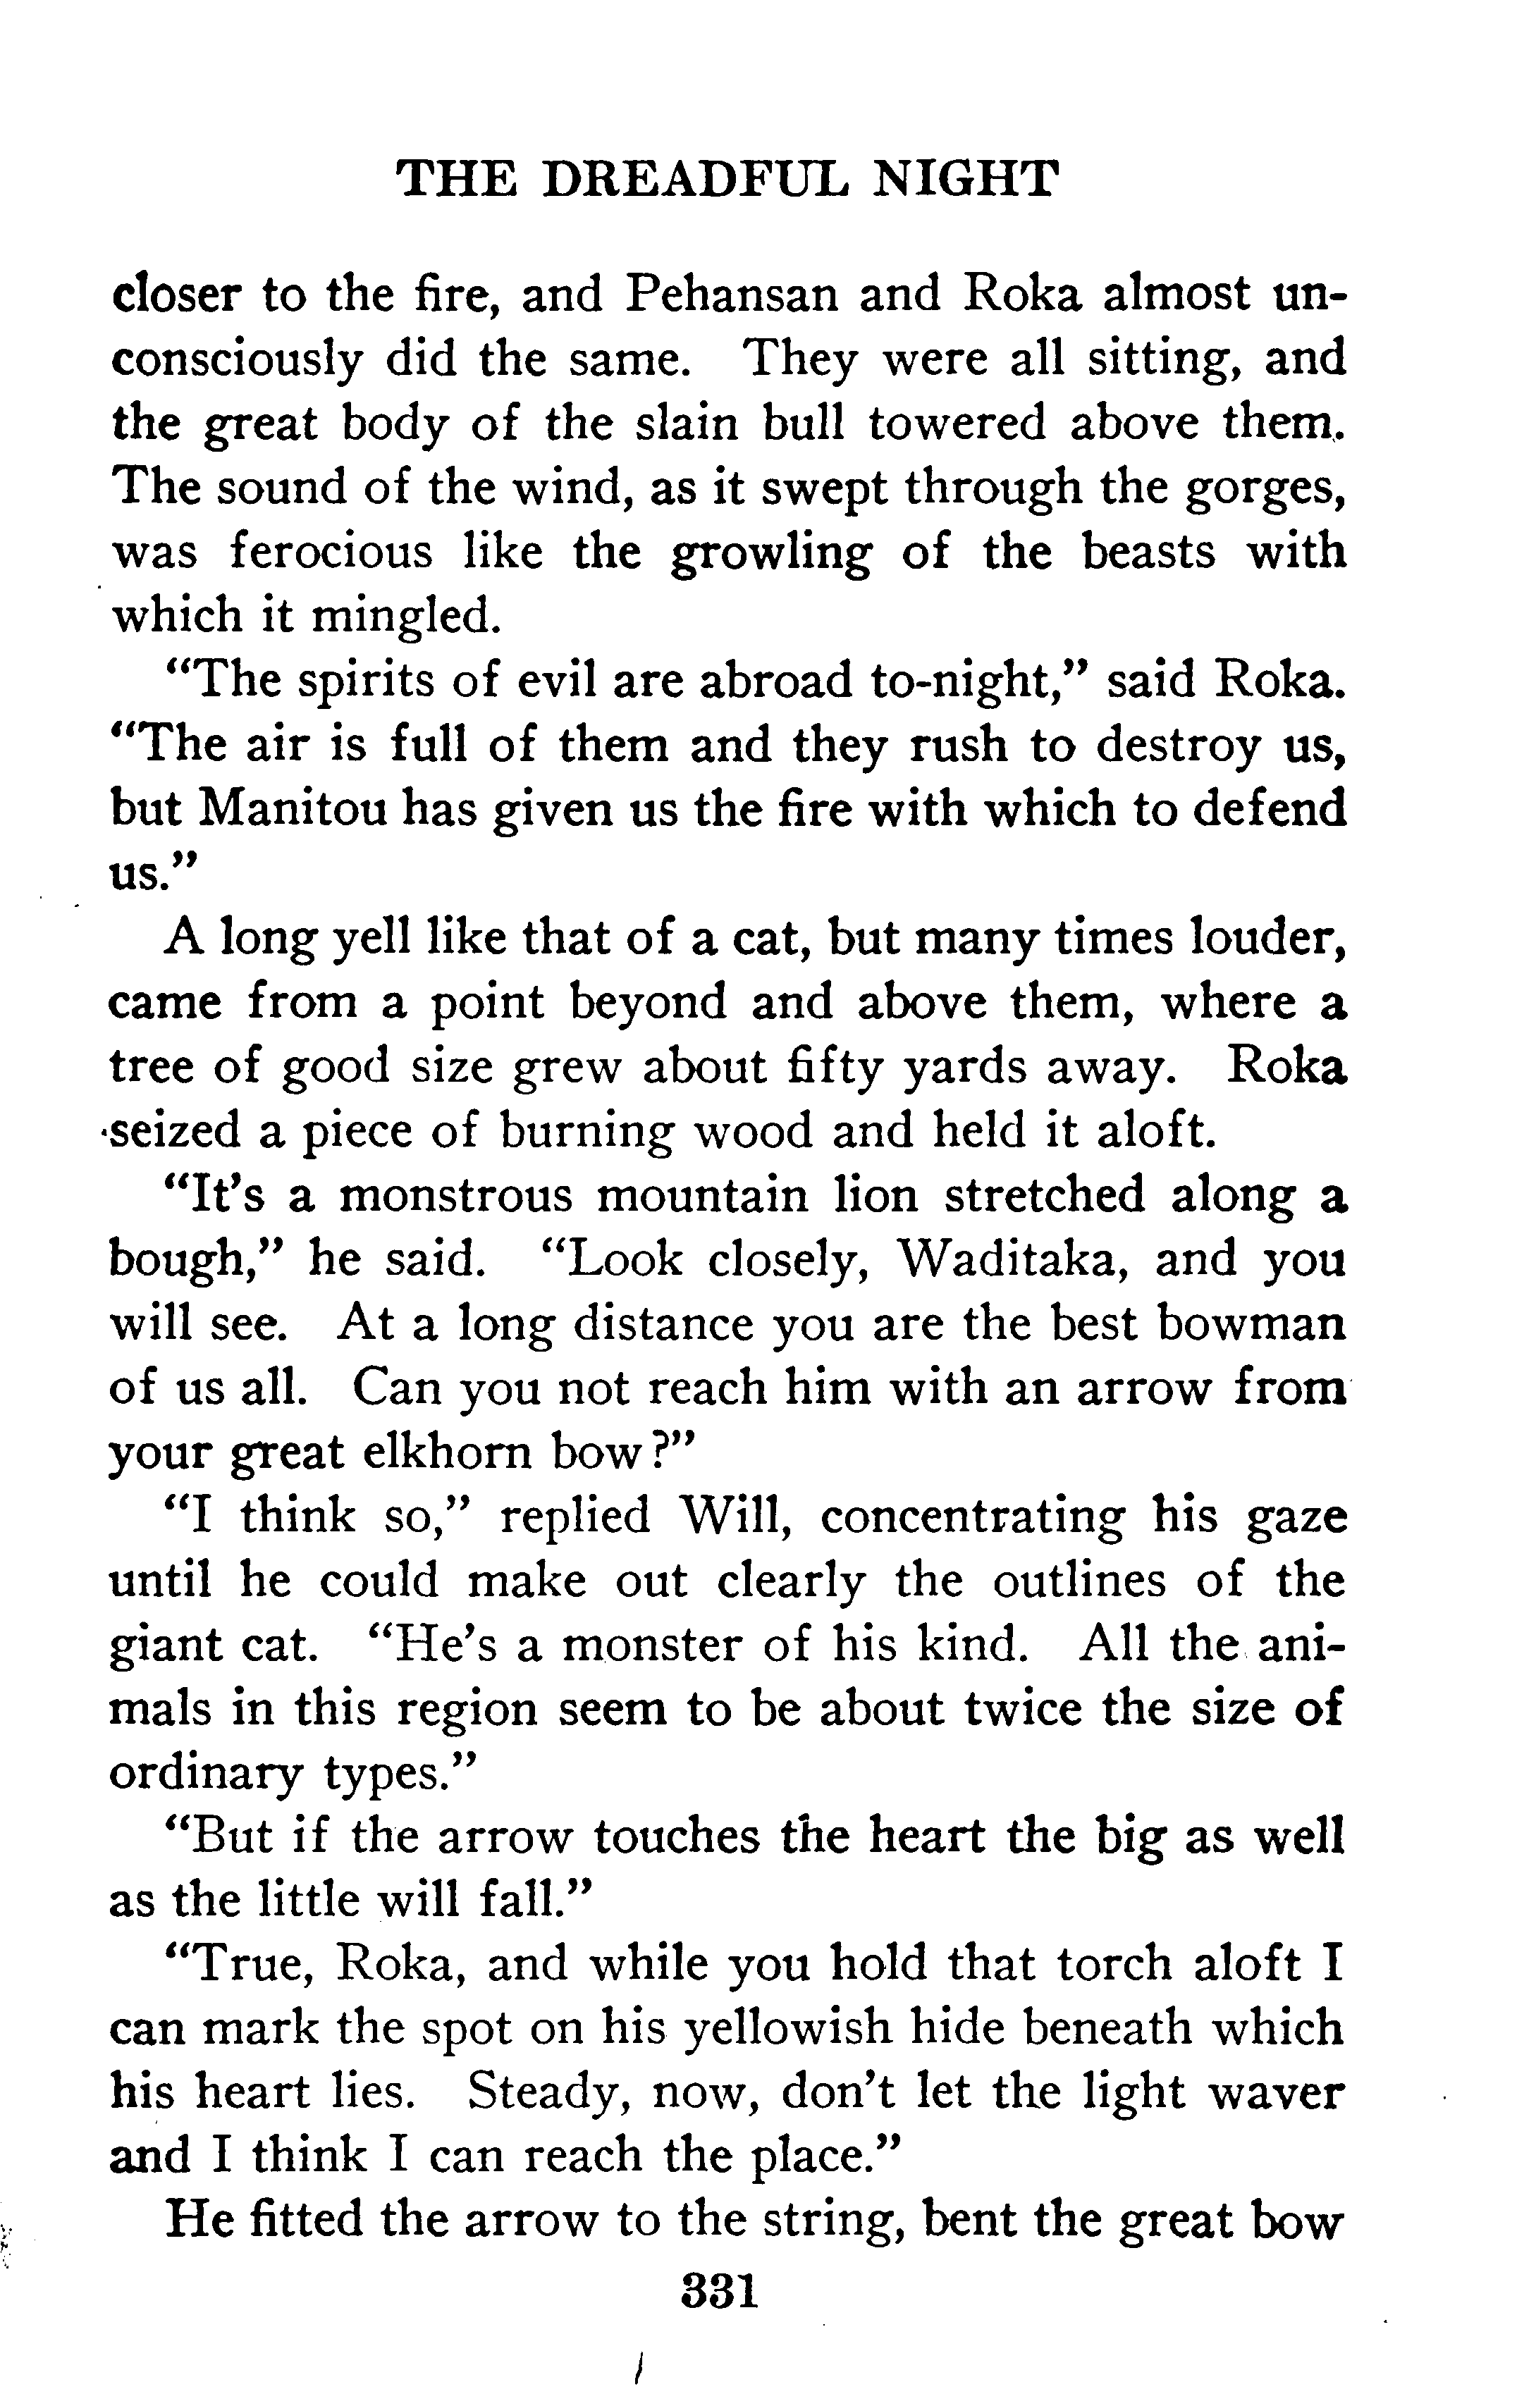 THE DREADFUL NIGHT
closer to the fire, and Pehansan and Roka almost un-
consciously did the same. They were all sitting, and
the great body of the slain bull towered above them.
The sound of the wind, as it swept through the gorges,
was ferocious like the growling of the beasts with
which it mingled.
"The spirits of evil are abroad to-night," said Roka.
"The air is full of them and they rush to destroy us,
but Manitou has given us the fire with which to defend
us."
A long yell like that of a cat, but many times louder,
came from a point beyond and above them, where a
tree of good size grew about fifty yards away. Roka
seized a piece of burning wood and held it aloft.
"It's a monstrous mountain lion stretched along a
bough," he said. "Look closely, Waditaka, and you
will see. At a long distance you are the best bowman
of us all. Can you not reach him with an arrow from
your great elkhorn bow?"
"I think so," replied Will, concentrating his gaze
until he could make out clearly the outlines of the
giant cat. "He's a monster of his kind. All the ani-
mals in this region seem to be about twice the size of
ordinary types."
"But if the arrow touches the heart the big as well
as the little will fall."
"True, Roka, and while you hold that torch aloft I
can mark the spot on his yellowish hide beneath which
his heart lies. Steady, now, don't let the light waver
and I think I can reach the place."
He fitted the arrow to the string, bent the great bow
331